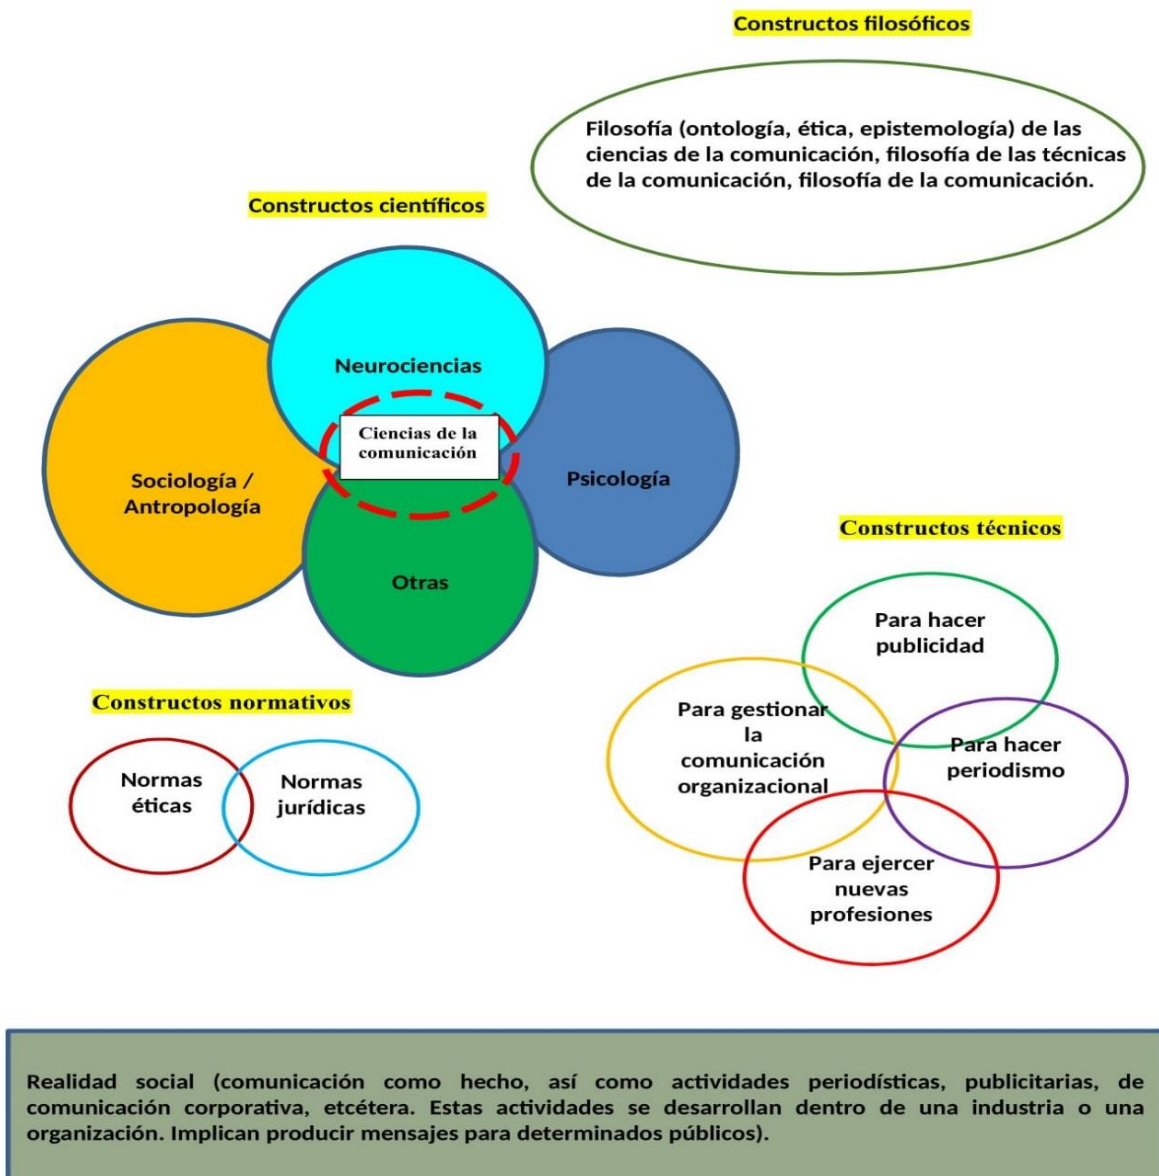 Constructos filosóficos
Filosofía (ontología, ética, epistemología) de las
ciencias de la comunicación, filosofía de las técnicas
de la comunicación, filosofía de la comunicación.
Constructos científicos
Neurociencias
Ciencias de la
comunicación
Sociología /
Antropología
Psicología
Otras
Constructos técnicos
Para hacer
publicidad
Para gestionar
la
comunicación
organizacional
Para hacer
periodismo
Para ejercer
nuevas
profesiones
Constructos normativos
Normas
éticas
Normas
jurídicas
Realidad social (comunicación como hecho, así como actividades periodísticas, publicitarias, de
comunicación corporativa, etcétera. Estas actividades se desarrollan dentro de una industria o una
organización. Implican producir mensajes para determinados públicos).